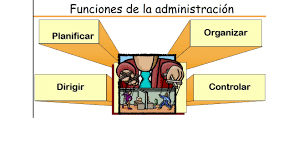 Funciones de la administración
Planificar
Organizar
Dirigir
Controlar